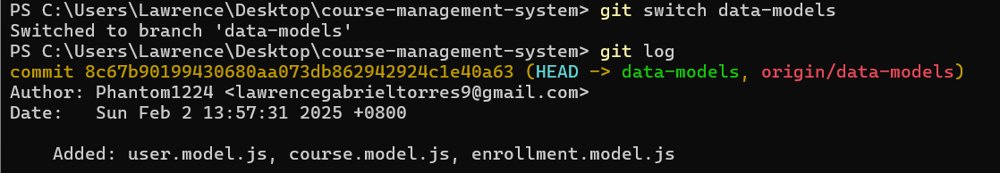 PS C:\Users\Lawrence\Desktop\course-management-system> git switch data-models
Switched to branch 'data-models'
PS C:\Users\Lawrence\Desktop\course-management-system> git log
commit 8c67b90199430680aa073db862942924c1e40a63 (HEAD -> data-models, origin/data-models)
Author: Phantom1224 <lawrencegabrieltorres9@gmail.com>
Date:   Sun Feb 2 13:57:31 2025 +0800

    Added: user.model.js, course.model.js, enrollment.model.js